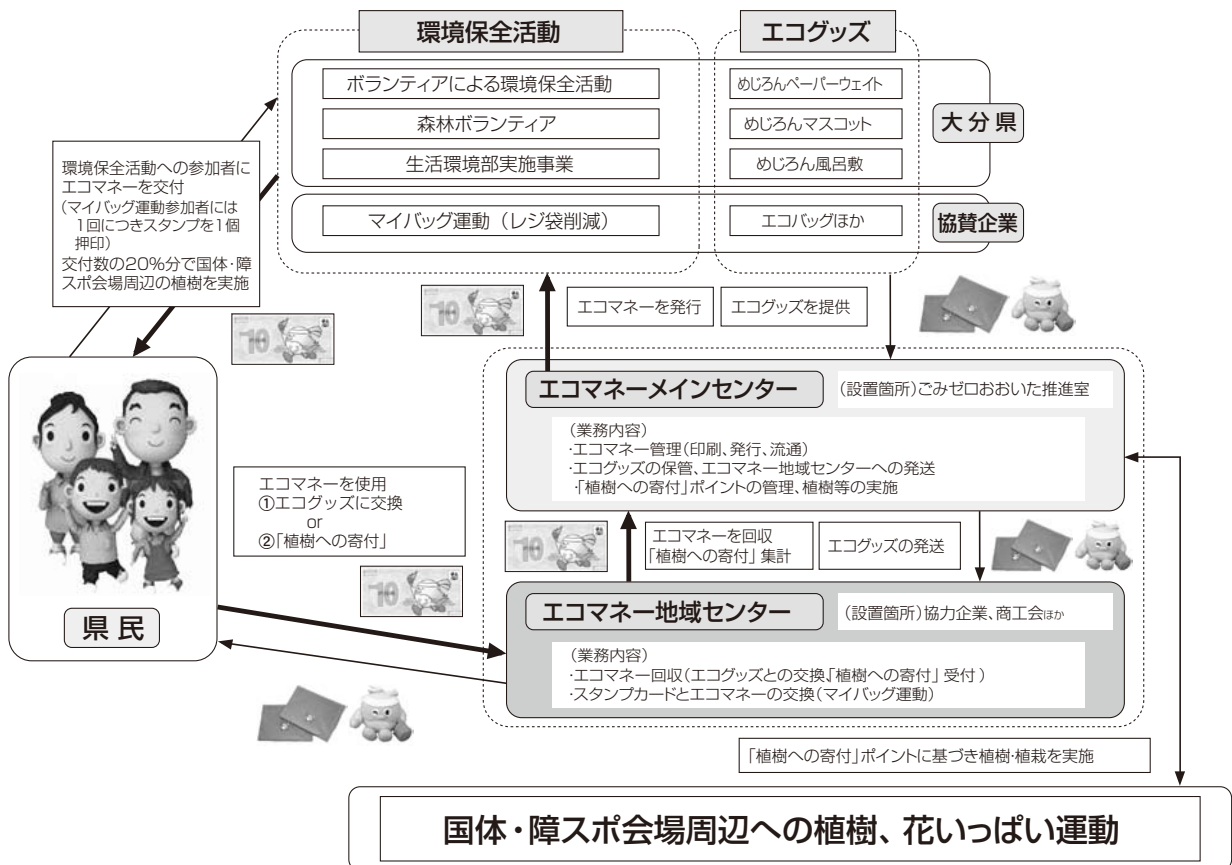 環境保全活動
エコグッズ
ボランティアによる環境保全活動
めじろんペーパーウェイト
森林ボランティア
めじろんマスコット
大分県
生活環境部実施事業
めじろん風呂敷
マイバッグ運動(レジ袋削減)
エコバッグほか
協賛企業
環境保全活動への参加者に
エコマネーを交付
(マイバッグ運動参加者には
1回につきスタンプを1個
押印)
交付数の20%分で国体・障
スポ会場周辺の植樹を実施
エコマネーを発行
エコグッズを提供
10
10
エコマネーメインセンター
(設置箇所)ごみゼロおおいた推進室
(業務内容)
・エコマネー管理(印刷、発行、流通)
・エコグッズの保管、エコマネー地域センターへの発送
・「植樹への寄付」ポイントの管理、植樹等の実施
エコマネーを使用
①エコグッズに交換
or
②「植樹への寄付」
10
10
エコマネーを回収
「植樹への寄付」集計
エコグッズの発送
県民
エコマネー地域センター
(設置箇所)協力企業、商工会ほか
(業務内容)
・エコマネー回収(エコグッズとの交換、「植樹への寄付」受付)
・スタンプカードとエコマネーの交換(マイバッグ運動)
「植樹への寄付」ポイントに基づき植樹・植栽を実施
国体・障スポ会場周辺への植樹、花いっぱい運動